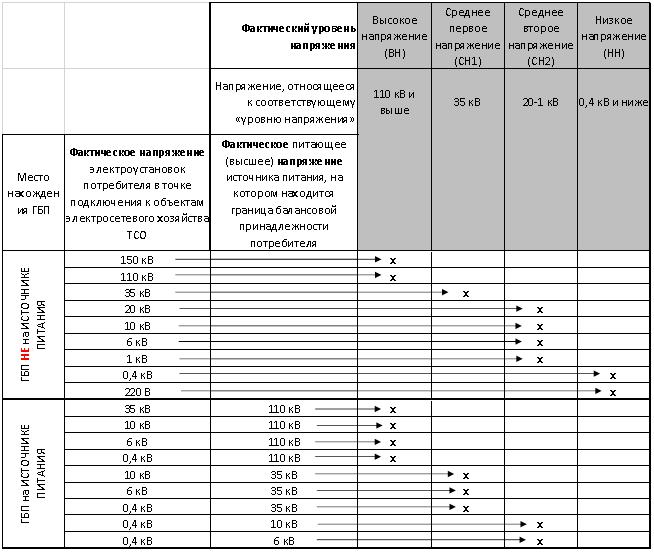 Фактический уровень напряжения
Высокое напряжение (ВН)
Среднее первое напряжение (СН1)
Среднее второе напряжение (СН2)
Низкое напряжение (НН)
Напряжение, относящееся к соответствующему «уровню напряжения»
110 кВ и выше
35 кВ
20-1 кВ
0,4 кВ и ниже
Место нахожден ия ГБП
Фактическое напряжение электроустановок потребителя в точке подключения к объектам электросетевого хозяйства ТСО
Фактическое питающее (высшее) напряжение источника питания, на котором находится граница балансовой принадлежности потребителя
ГБП НЕ на ИСТОЧНИКЕ ПИТАНИЯ
150 кВ x
110 кВ x
35 кВ x
20 кВ x
10 кВ x
6 кВ x
1 кВ x
0,4 кВ x
220 В x
ГБП на ИСТОЧНИКЕ ПИТАНИЯ
35 кВ 110 кВ x
10 кВ 110 кВ x
6 кВ 110 кВ x
0,4 кВ 110 кВ x
10 кВ 35 кВ x
6 кВ 35 кВ x
0,4 кВ 35 кВ x
0,4 кВ 10 кВ x
0,4 кВ 6 кВ x